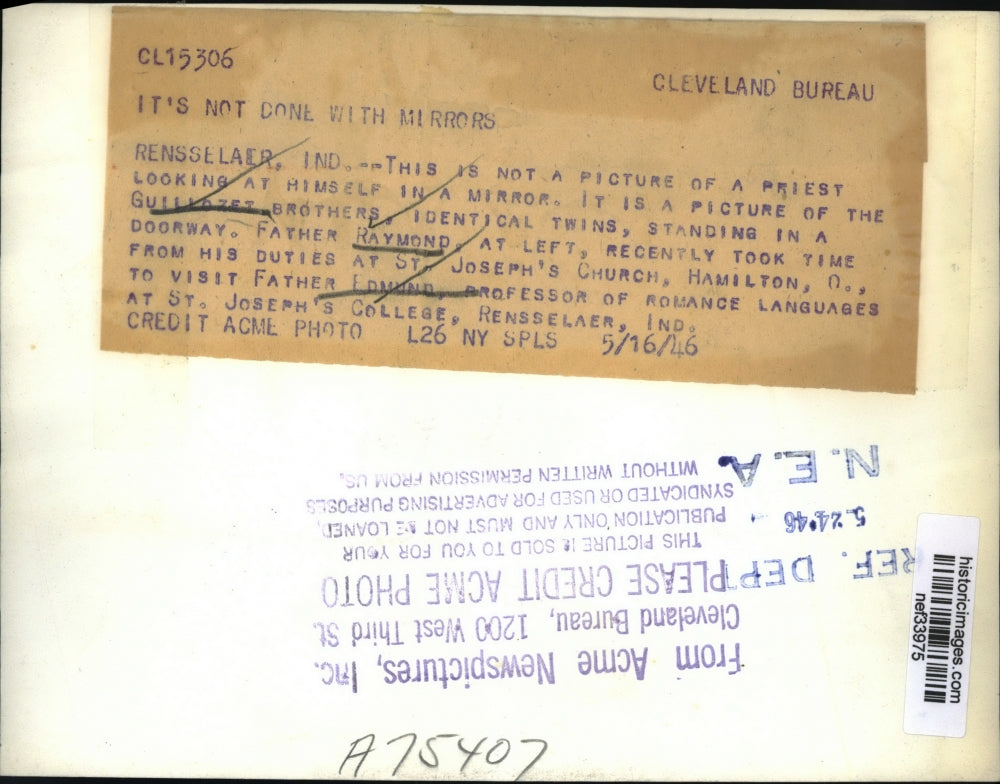 CL15306
CLEVELAND BUREAU
IT'S NOT DONE WITH MIRRORS
RENSSELAER, IND.--THIS IS NOT A PICTURE OF A PRIEST
LOOKING AT HIMSELF IN A MIRROR. IT IS A PICTURE OF THE
GUILLOZET BROTHERS, IDENTICAL TWINS, STANDING IN A
DOORWAY. FATHER RAYMOND, AT LEFT, RECENTLY TOOK TIME
FROM HIS DUTIES AT ST. JOSEPH'S CHURCH, HAMILTON, O.,
TO VISIT FATHER EDMUND, PROFESSOR OF ROMANCE LANGUAGES
AT ST. JOSEPH'S COLLEGE, RENSSELAER, IND.
CREDIT ACME PHOTO L26 NY SPLS 5/16/46
From Acme Newspictures, Inc.
Cleveland Bureau, 1200 West Third St.
PLEASE CREDIT ACME PHOTO
THIS PICTURE IS SOLD TO YOU FOR YOUR
PUBLICATION ONLY AND MUST NOT BE LOANED,
SYNDICATED OR USED FOR ADVERTISING PURPOSES
WITHOUT WRITTEN PERMISSION FROM US.
REF. DEPT
5-24-46
N.E.A.
historicimages.com
nef33975
A75407